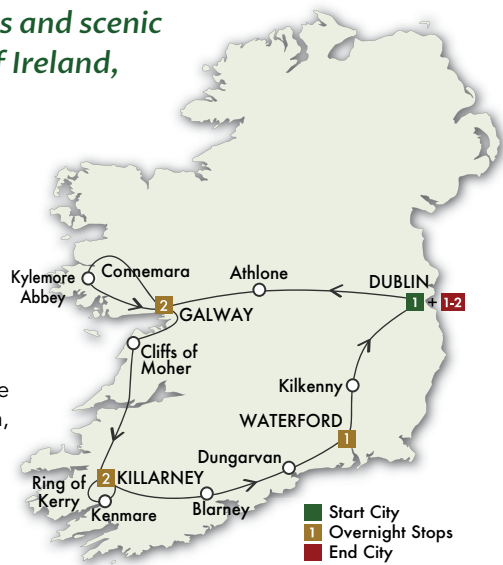 s and scenic
f Ireland,
e
,
Kylemore
Abbey
Connemara
Athlone
DUBLIN
1 + 1-2
2
GALWAY
Cliffs of
Moher
Kilkenny
WATERFORD
1
Dungarvan
2 KILLARNEY
Ring of
Kerry
Kenmare
Blarney
Start City
1 Overnight Stops
End City